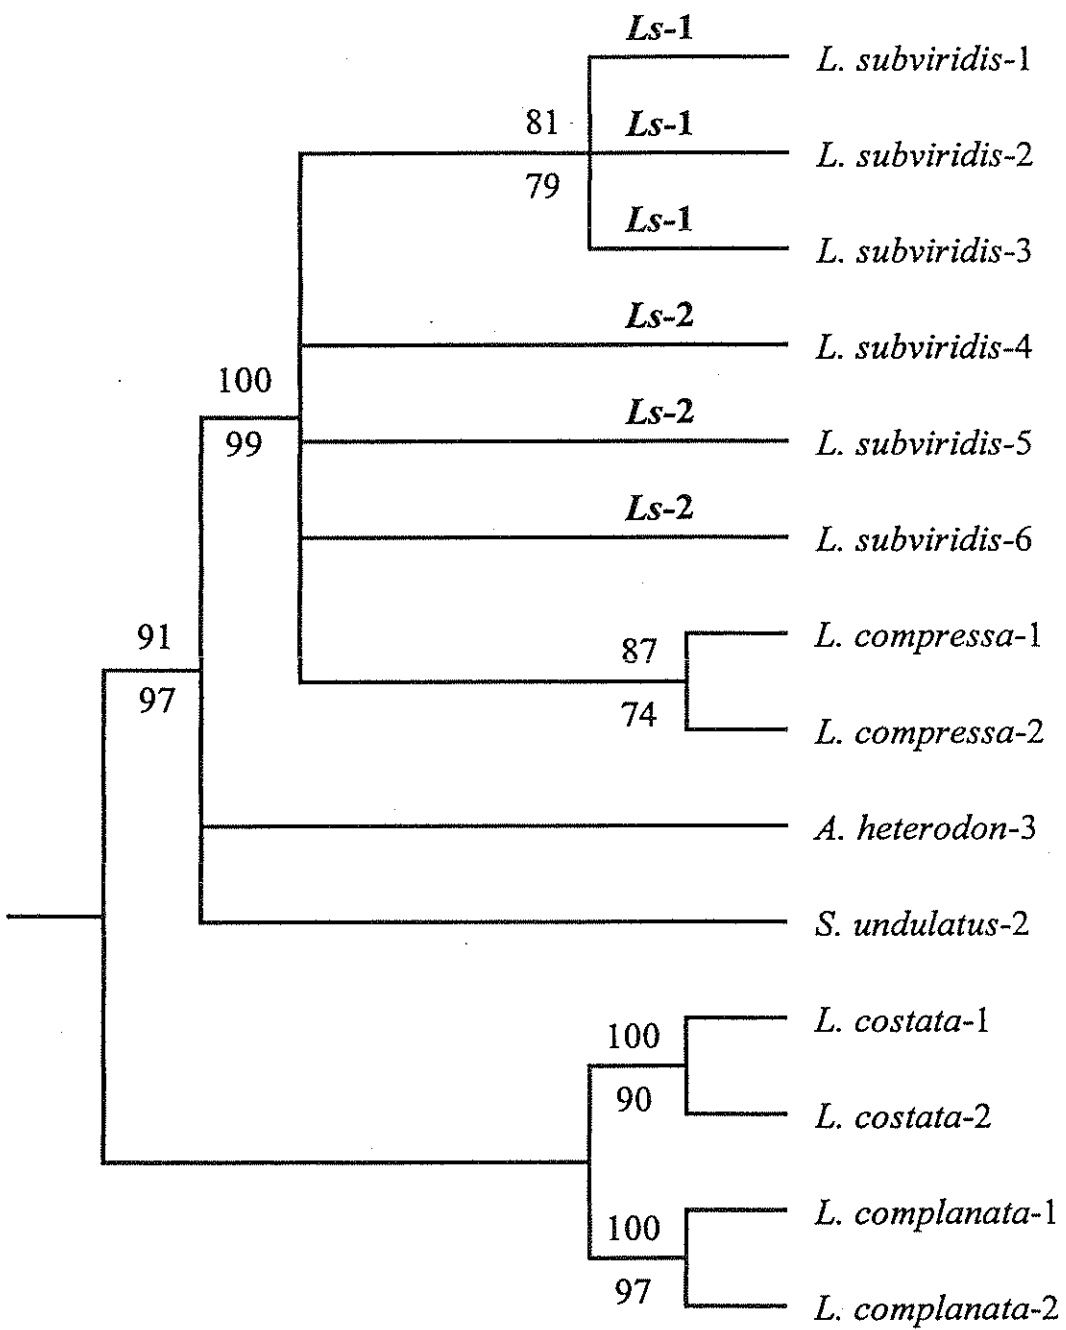 Ls-1
L. subviridis-1
81
Ls-1
L. subviridis-2
79
Ls-1
L. subviridis-3
Ls-2
L. subviridis-4
100
Ls-2
99
L. subviridis-5
Ls-2
L. subviridis-6
91
87
L. compressa-1
97
74
L. compressa-2
A. heterodon-3
S. undulatus-2
100
L. costata-1
90
L. costata-2
100
L. complanata-1
97
L. complanata-2